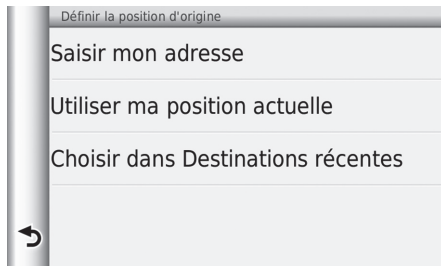 Définir la position d'origine
Saisir mon adresse
Utiliser ma position actuelle
Choisir dans Destinations récentes